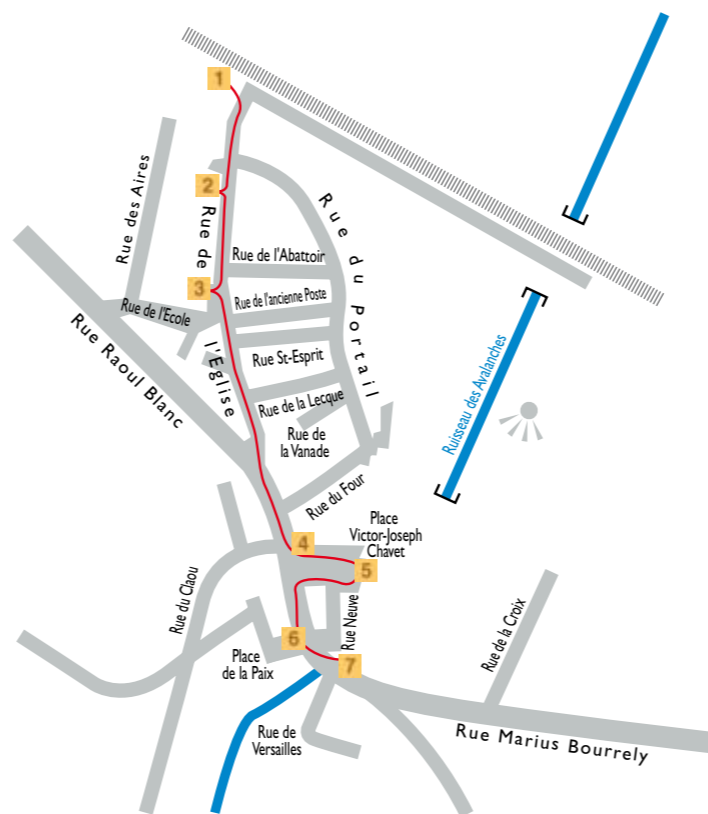 1
2
3
Rue des Aires
Rue de
l'Eglise
Rue du Portail
Rue de l'Abattoir
Rue de l'ancienne Poste
Rue de l'Ecole
Rue St-Esprit
Rue Raoul Blanc
Rue de la Lecque
Rue de
la Vanade
Ruisseau des Avalanches
Rue du Four
4
Place
Victor-Joseph
Chavet
5
Rue du Claou
Rue Neuve
6
7
Rue de la Croix
Place
de la Paix
Rue de
Versailles
Rue Marius Bourrely